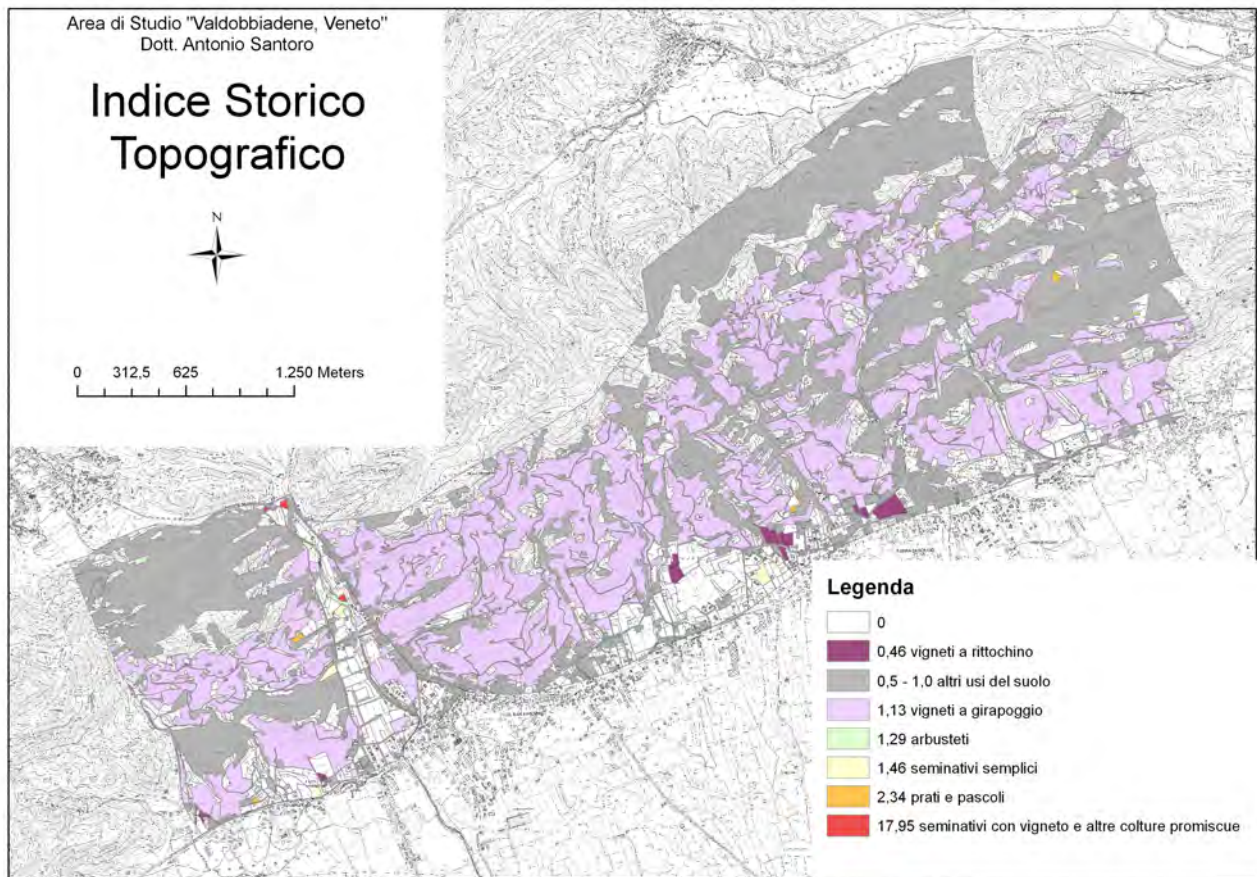 Area di Studio "Valdobbiadene, Veneto"
Dott. Antonio Santoro
Indice Storico
Topografico
N
0 312,5 625 1.250 Meters
Legenda
0
0,46 vigneti a rittochino
0,5 - 1,0 altri usi del suolo
1,13 vigneti a girapoggio
1,29 arbusteti
1,46 seminativi semplici
2,34 prati e pascoli
17,95 seminativi con vigneto e altre colture promiscue